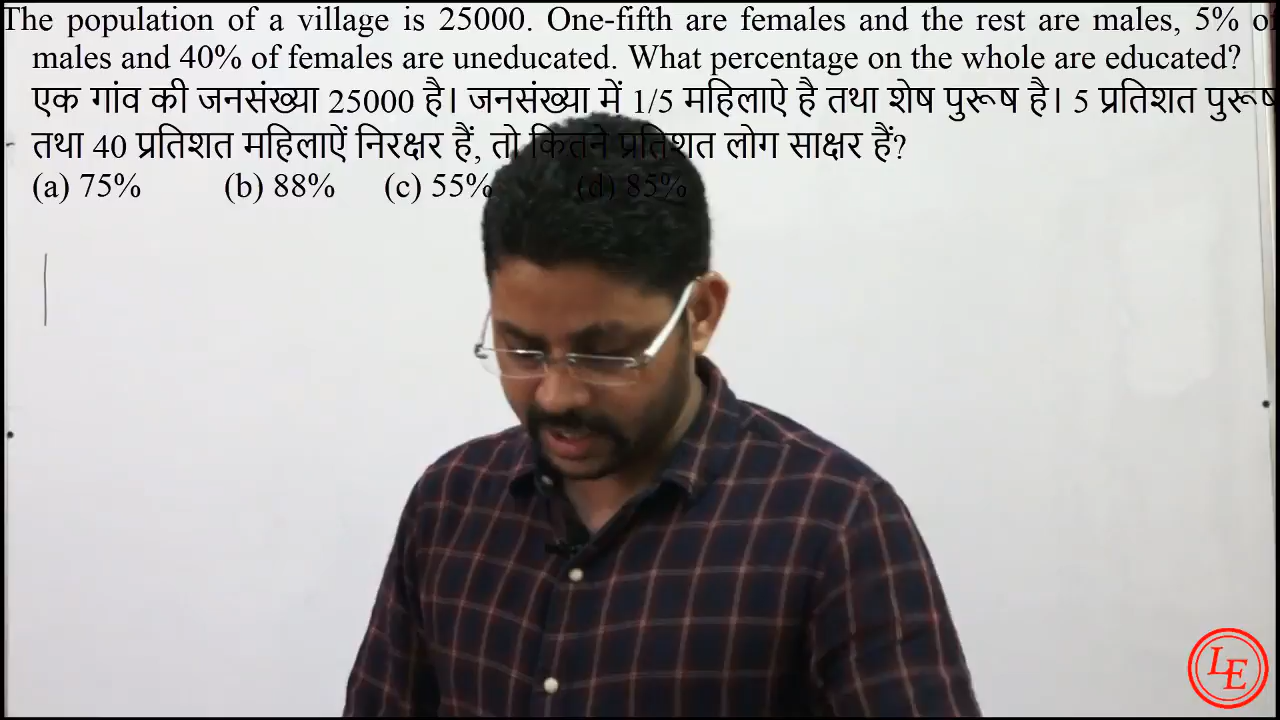 The population of a village is 25000. One-fifth are females and the rest are males, 5% of
males and 40% of females are uneducated. What percentage on the whole are educated?
एक गांव की जनसंख्या 25000 है। जनसंख्या में 1/5 महिलाऐ है तथा शेष पुरूष है। 5 प्रतिशत पुरूष
तथा 40 प्रतिशत महिलाऐं निरक्षर हैं, तो कितने प्रतिशत लोग साक्षर हैं?
(a) 75% (b) 88% (c) 55% (d) 85%
LE